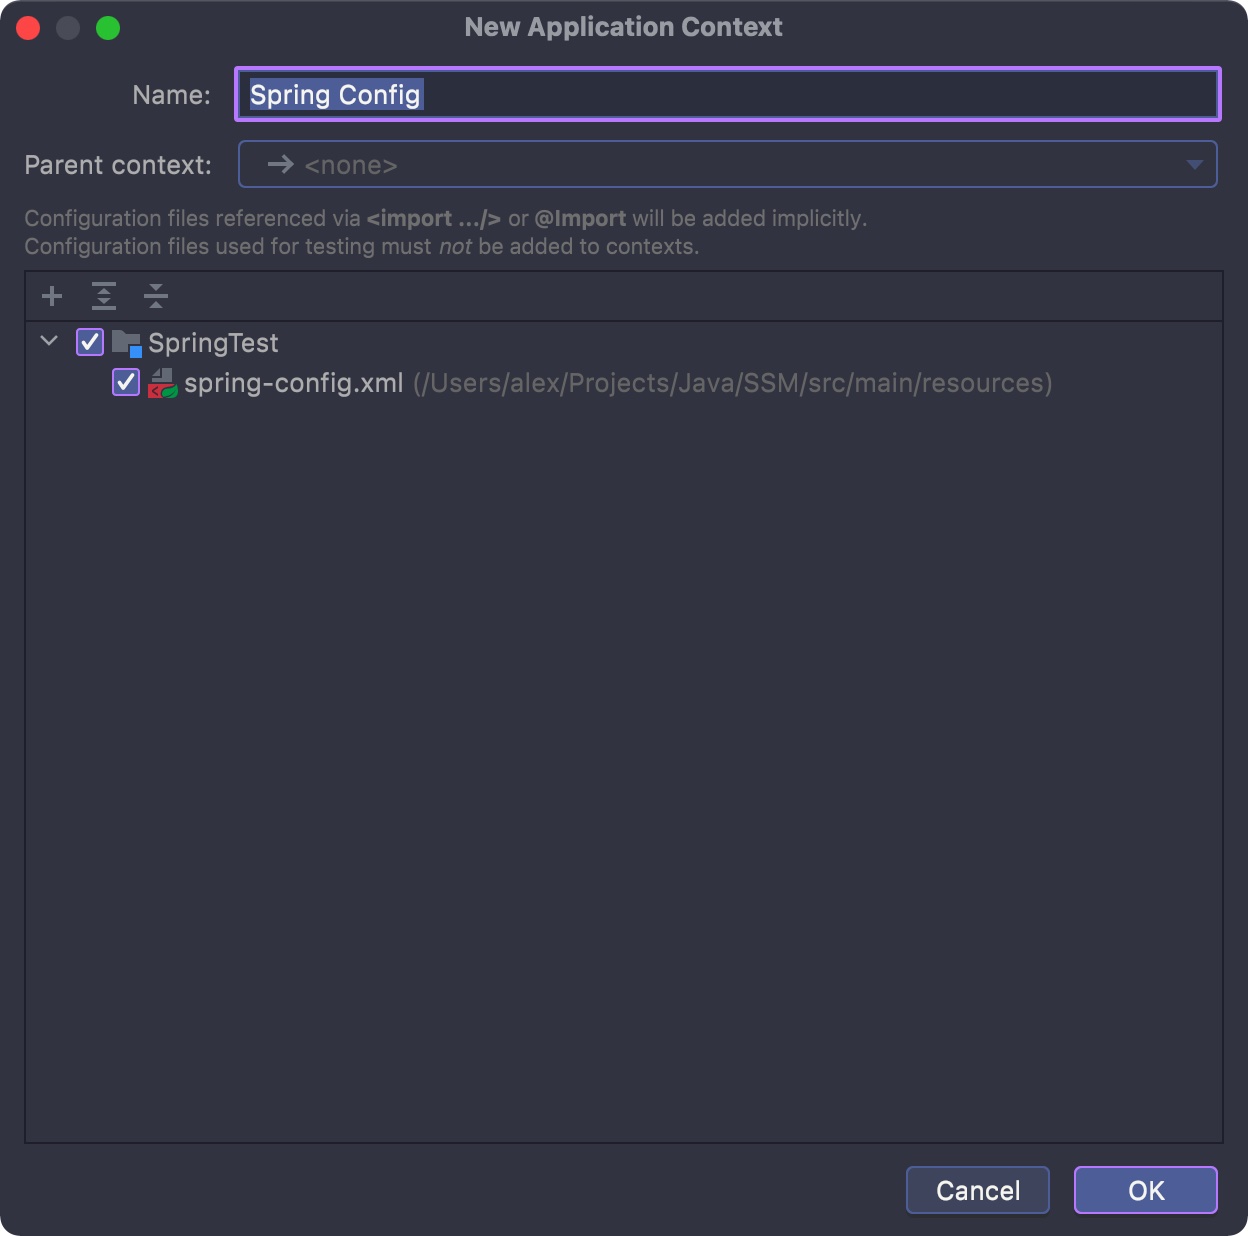 New Application Context
Name: Spring Config
Parent context: <none>
Configuration files referenced via <import .../> or @Import will be added implicitly.
Configuration files used for testing must not be added to contexts.
SpringTest
spring-config.xml (/Users/alex/Projects/Java/SSM/src/main/resources)
Cancel OK